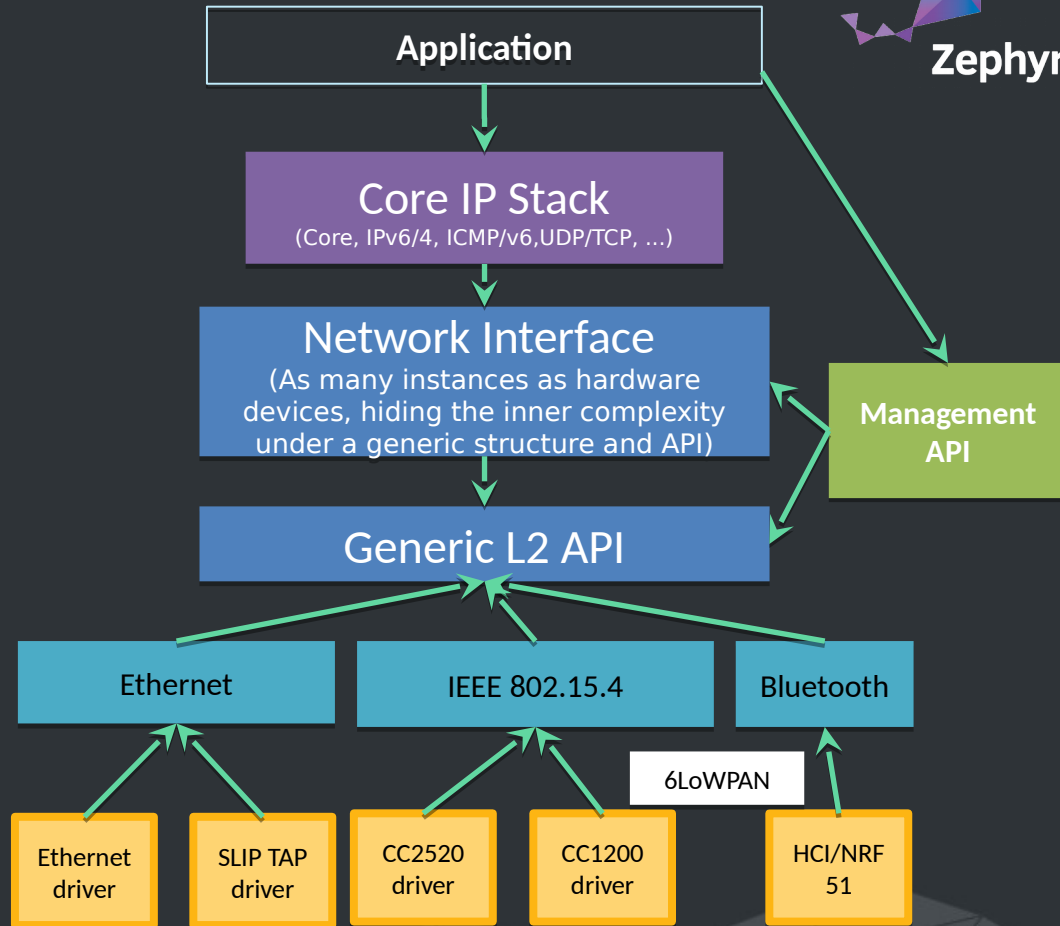 Application
Zephyr
Core IP Stack
(Core, IPv6/4, ICMP/v6,UDP/TCP, ...)
Network Interface
(As many instances as hardware
devices, hiding the inner complexity
under a generic structure and API)
Management
API
Generic L2 API
Ethernet
IEEE 802.15.4
Bluetooth
6LoWPAN
Ethernet
driver
SLIP TAP
driver
CC2520
driver
CC1200
driver
HCI/NRF
51